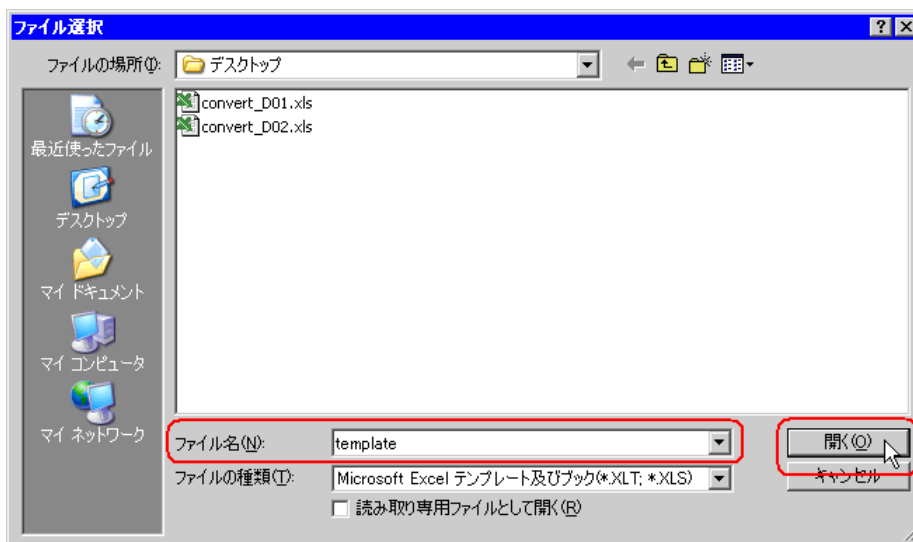 ファイル選択
ファイルの場所(I):
デスクトップ
convert_D01.xls
convert_D02.xls
最近使ったファイル
デスクトップ
マイ ドキュメント
マイ コンピュータ
マイ ネットワーク
ファイル名(N): template 開く(O)
ファイルの種類(T): Microsoft Excel テンプレート及びブック(*.XLT; *.XLS) キャンセル
読み取り専用ファイルとして開く(R)